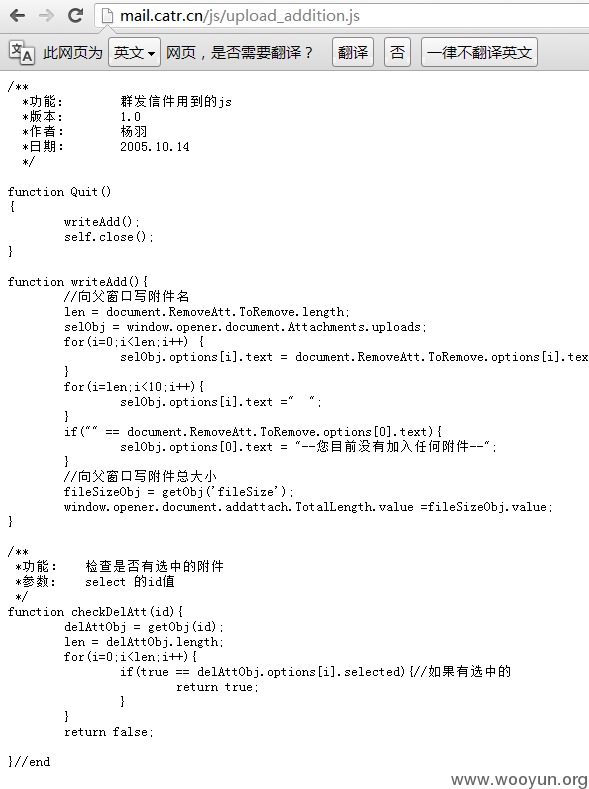 mail.catr.cn/js/upload_addition.js
此网页为 英文 网页，是否需要翻译？ 翻译 否 一律不翻译英文
/**
*功能： 群发信件用到的js
*版本： 1.0
*作者： 杨羽
*日期： 2005.10.14
*/
function Quit()
{
writeAdd();
self.close();
}
function writeAdd(){
//向父窗口写附件名
len = document.RemoveAtt.ToRemove.length;
selObj = window.opener.document.Attachments.uploads;
for(i=0;i<len;i++) {
selObj.options[i].text = document.RemoveAtt.ToRemove.options[i].tex
}
for(i=len;i<10;i++){
selObj.options[i].text ="  ";
}
if("" == document.RemoveAtt.ToRemove.options[0].text){
selObj.options[0].text = "--您目前没有加入任何附件--";
}
//向父窗口写附件总大小
fileSizeObj = getObj('fileSize');
window.opener.document.addattach.TotalLength.value =fileSizeObj.value;
}
/**
*功能： 检查是否有选中的附件
*参数： select 的id值
*/
function checkDelAtt(id){
delAttObj = getObj(id);
len = delAttObj.length;
for(i=0;i<len;i++){
if(true == delAttObj.options[i].selected){//如果有选中的
return true;
}
}
return false;
}//end
www.wooyun.org